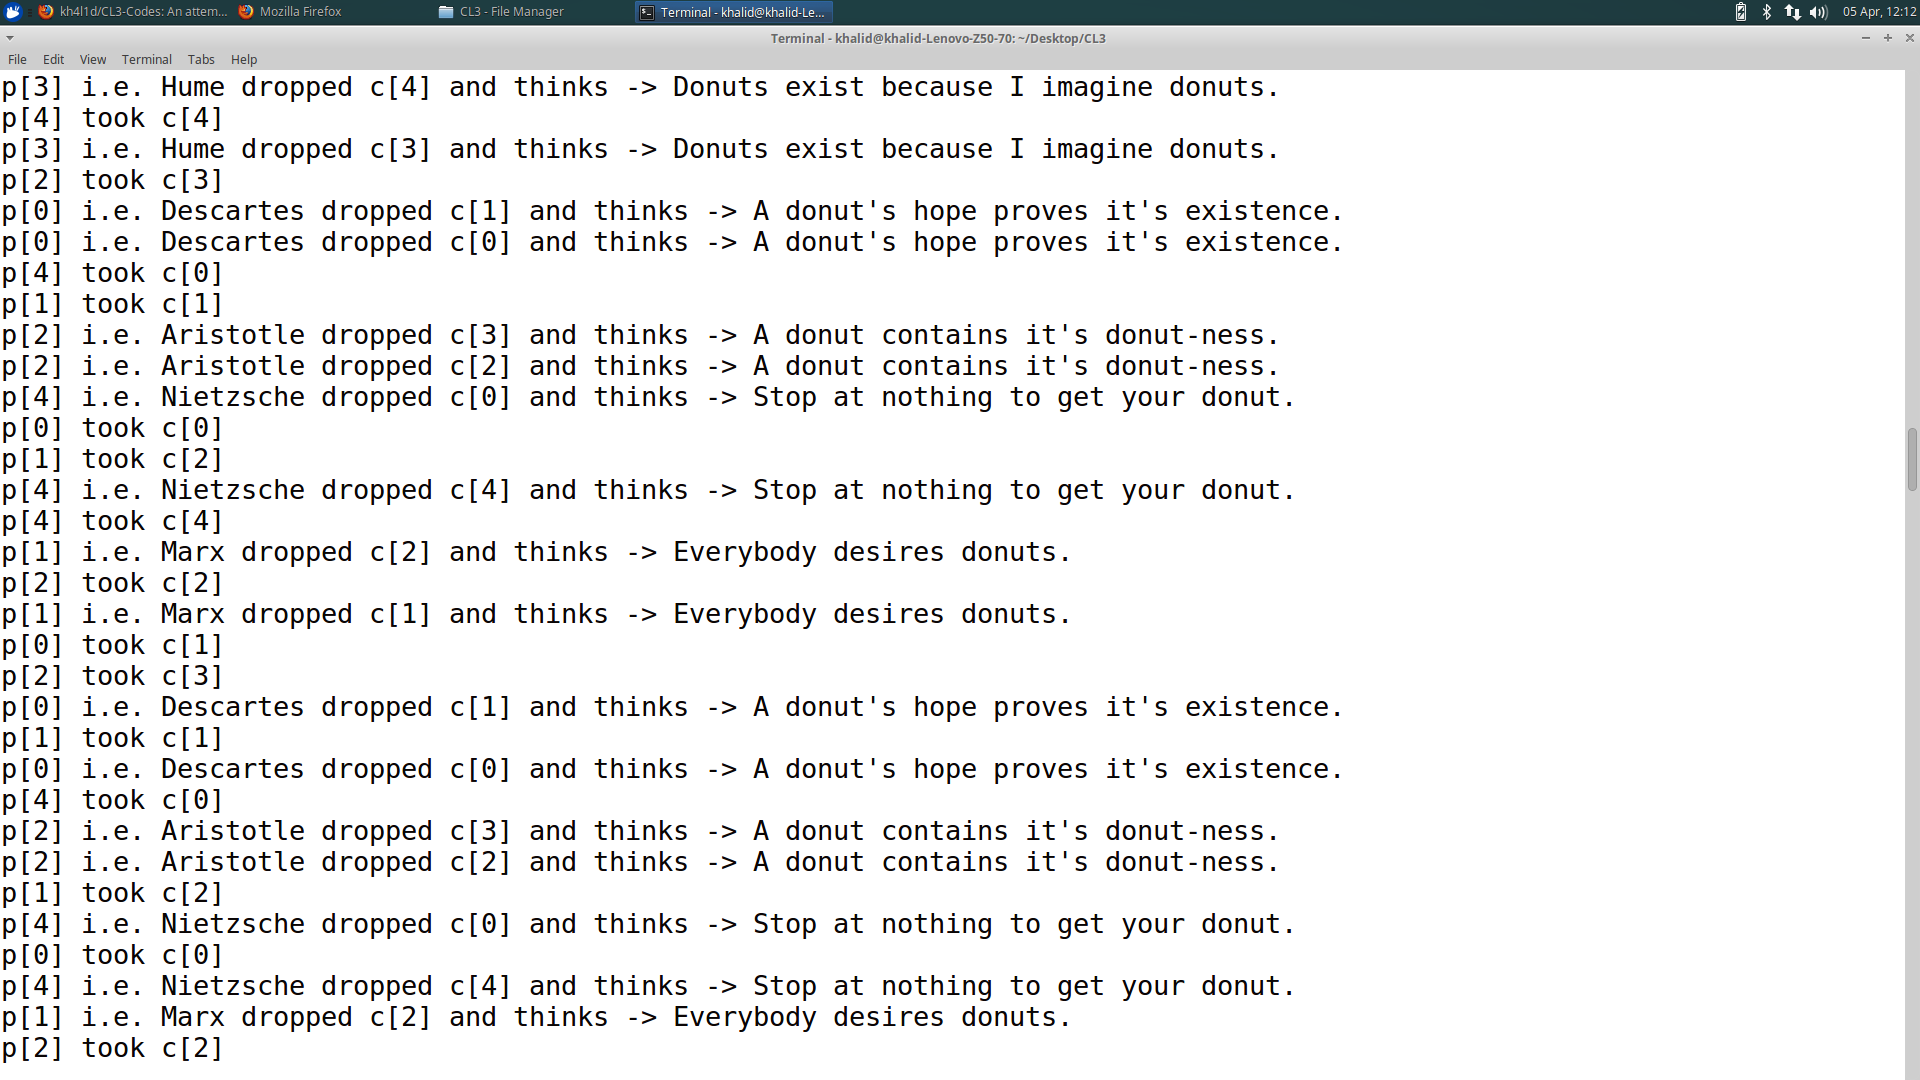 kh4l1d/CL3-Codes: An attem...
Mozilla Firefox
CL3 - File Manager
Terminal - khalid@khalid-Le...
05 Apr, 12:12
Terminal - khalid@khalid-Lenovo-Z50-70: ~/Desktop/CL3
File Edit View Terminal Tabs Help
p[3] i.e. Hume dropped c[4] and thinks -> Donuts exist because I imagine donuts.
p[4] took c[4]
p[3] i.e. Hume dropped c[3] and thinks -> Donuts exist because I imagine donuts.
p[2] took c[3]
p[0] i.e. Descartes dropped c[1] and thinks -> A donut's hope proves it's existence.
p[0] i.e. Descartes dropped c[0] and thinks -> A donut's hope proves it's existence.
p[4] took c[0]
p[1] took c[1]
p[2] i.e. Aristotle dropped c[3] and thinks -> A donut contains it's donut-ness.
p[2] i.e. Aristotle dropped c[2] and thinks -> A donut contains it's donut-ness.
p[4] i.e. Nietzsche dropped c[0] and thinks -> Stop at nothing to get your donut.
p[0] took c[0]
p[1] took c[2]
p[4] i.e. Nietzsche dropped c[4] and thinks -> Stop at nothing to get your donut.
p[4] took c[4]
p[1] i.e. Marx dropped c[2] and thinks -> Everybody desires donuts.
p[2] took c[2]
p[1] i.e. Marx dropped c[1] and thinks -> Everybody desires donuts.
p[0] took c[1]
p[2] took c[3]
p[0] i.e. Descartes dropped c[1] and thinks -> A donut's hope proves it's existence.
p[1] took c[1]
p[0] i.e. Descartes dropped c[0] and thinks -> A donut's hope proves it's existence.
p[4] took c[0]
p[2] i.e. Aristotle dropped c[3] and thinks -> A donut contains it's donut-ness.
p[2] i.e. Aristotle dropped c[2] and thinks -> A donut contains it's donut-ness.
p[1] took c[2]
p[4] i.e. Nietzsche dropped c[0] and thinks -> Stop at nothing to get your donut.
p[0] took c[0]
p[4] i.e. Nietzsche dropped c[4] and thinks -> Stop at nothing to get your donut.
p[1] i.e. Marx dropped c[2] and thinks -> Everybody desires donuts.
p[2] took c[2]